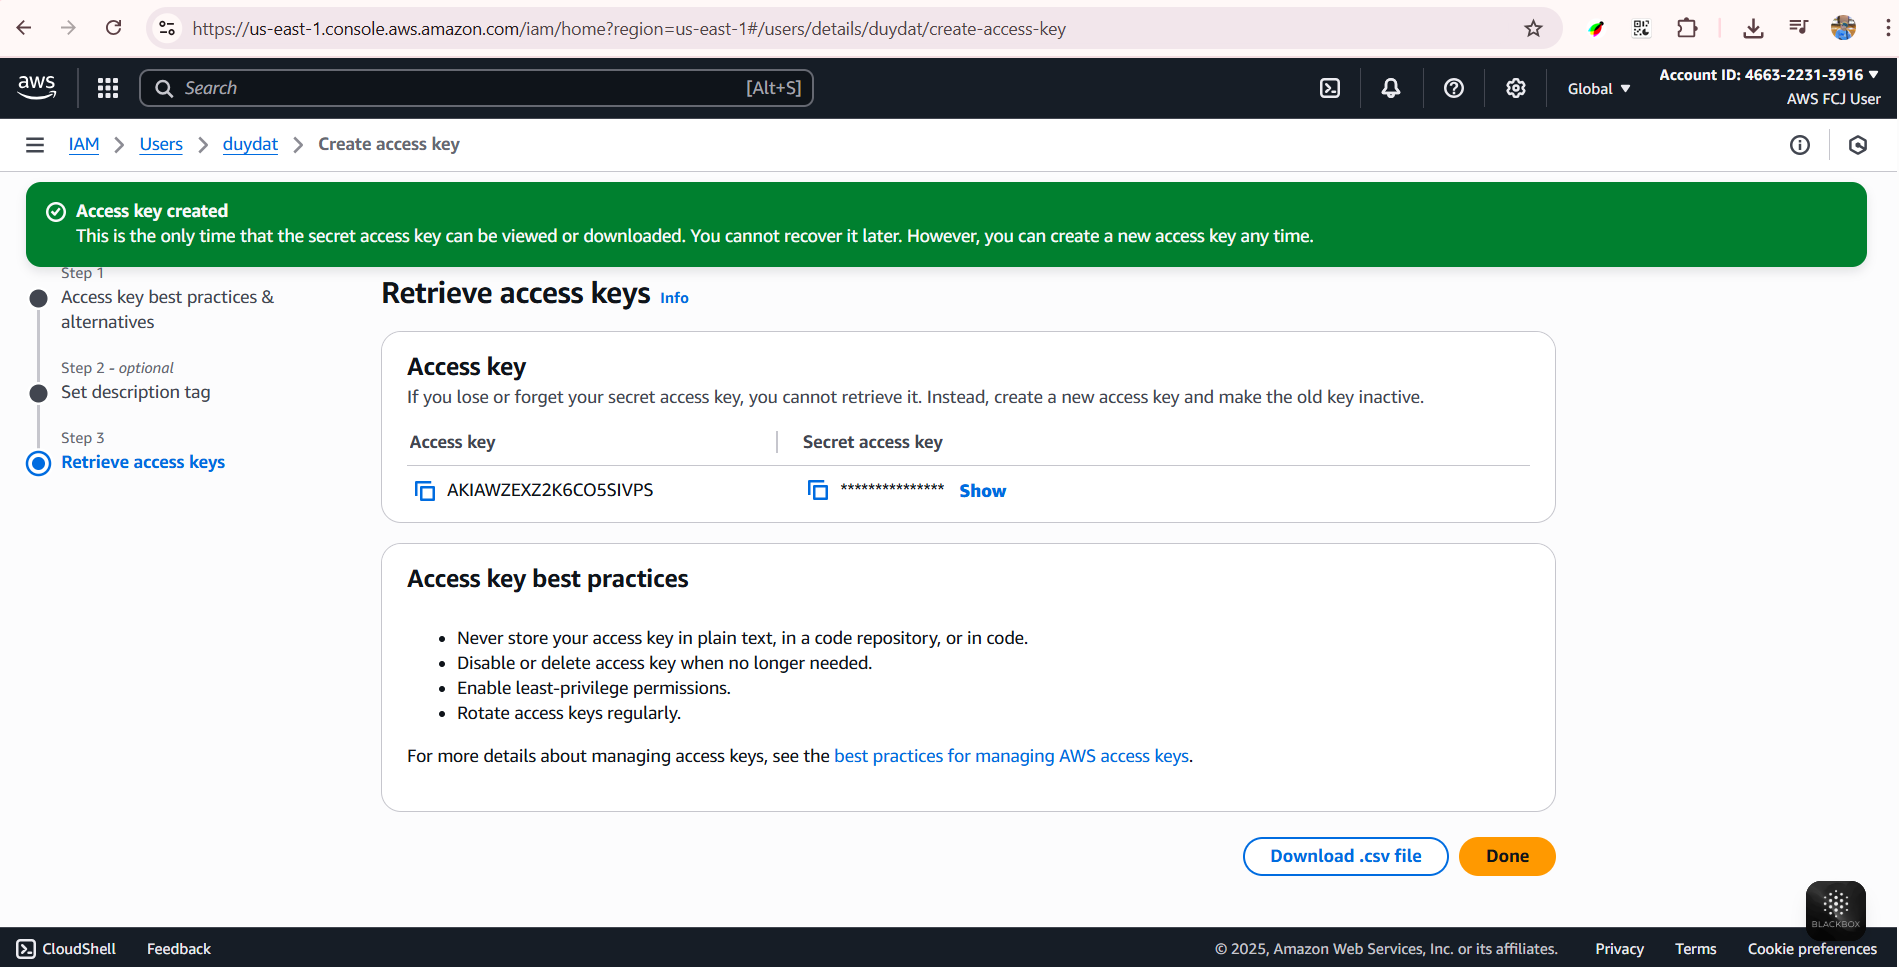 https://us-east-1.console.aws.amazon.com/iam/home?region=us-east-1#/users/details/duydat/create-access-key
aws
Search
[Alt+S]
Global
Account ID: 4663-2231-3916
AWS FCJ User
IAM
Users
duydat
Create access key
Access key created
This is the only time that the secret access key can be viewed or downloaded. You cannot recover it later. However, you can create a new access key any time.
Step 1
Access key best practices &
alternatives
Step 2 - optional
Set description tag
Step 3
Retrieve access keys
Retrieve access keys Info
Access key
If you lose or forget your secret access key, you cannot retrieve it. Instead, create a new access key and make the old key inactive.
Access key
Secret access key
AKIAWZEXZ2K6CO5SIVPS
*************** Show
Access key best practices
• Never store your access key in plain text, in a code repository, or in code.
• Disable or delete access key when no longer needed.
• Enable least-privilege permissions.
• Rotate access keys regularly.
For more details about managing access keys, see the best practices for managing AWS access keys.
Download .csv file
Done
BLACKBOX
CloudShell
Feedback
© 2025, Amazon Web Services, Inc. or its affiliates.
Privacy
Terms
Cookie preferences